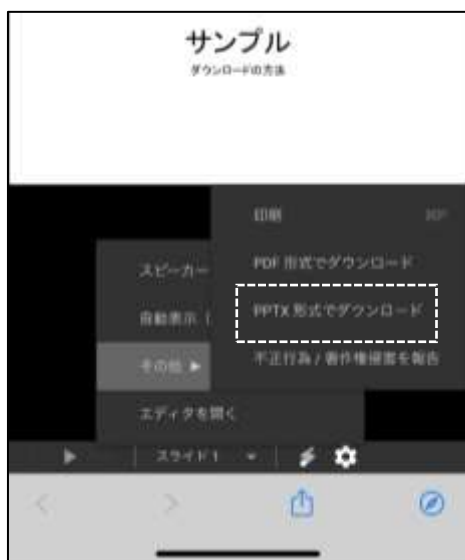 サンプル
ダウンロードの方法
印刷
PDF 形式でダウンロード
スピーカー
PPTX 形式でダウンロード
自動表示（
不正行為 / 著作権侵害を報告
その他 ▶
エディタを開く
スライド 1